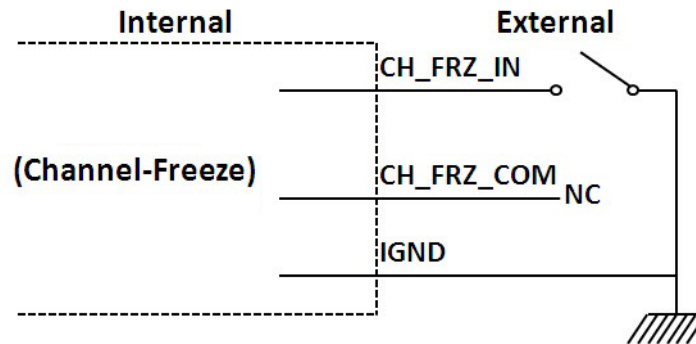 Internal
External
CH_FRZ_IN
(Channel-Freeze)
CH_FRZ_COM
NC
IGND